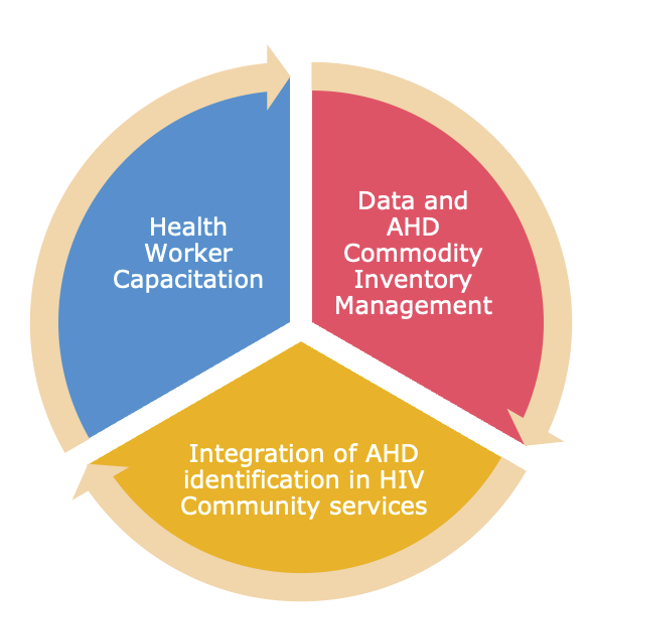 Health
Worker
Capacitation
Data and
AHD
Commodity
Inventory
Management
Integration of AHD
identification in HIV
Community services